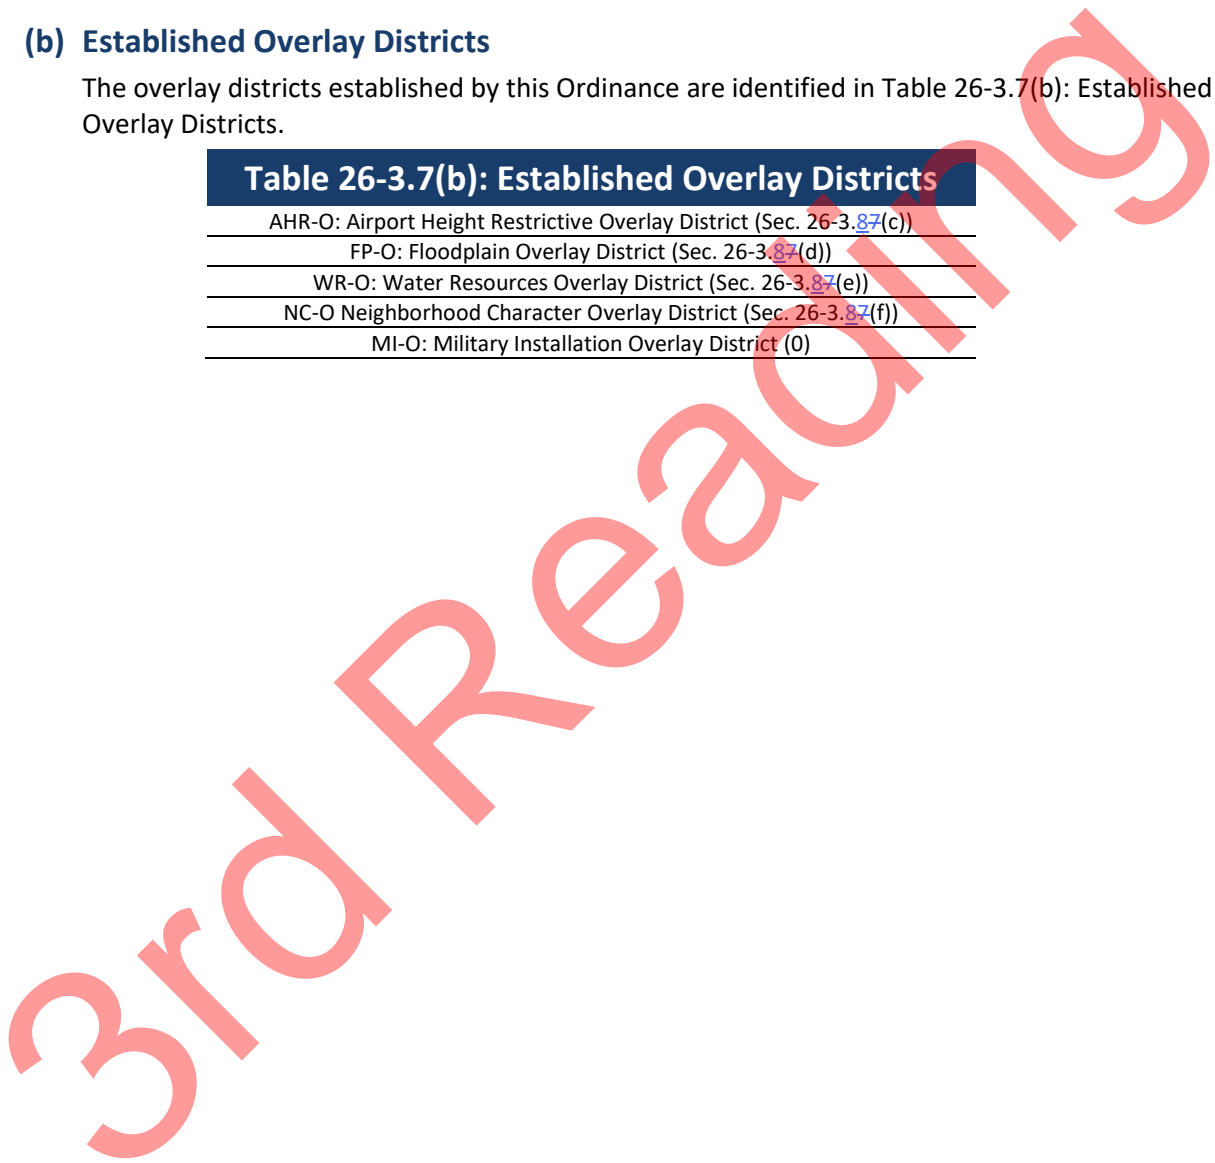 (b) Established Overlay Districts
The overlay districts established by this Ordinance are identified in Table 26-3.7(b): Established
Overlay Districts.
Table 26-3.7(b): Established Overlay Districts
AHR-O: Airport Height Restrictive Overlay District (Sec. 26-3.87(c))
FP-O: Floodplain Overlay District (Sec. 26-3.87(d))
WR-O: Water Resources Overlay District (Sec. 26-3.87(e))
NC-O Neighborhood Character Overlay District (Sec. 26-3.87(f))
MI-O: Military Installation Overlay District (0)
3rd Reading